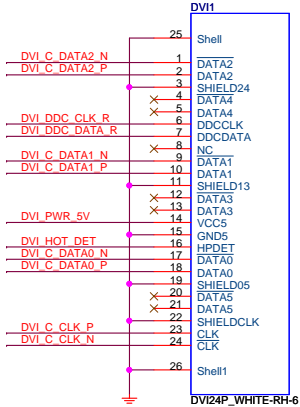 DVI1
25 Shell
DVI_C_DATA2_N 1 DATA2
DVI_C_DATA2_P 2 DATA2
3 SHIELD24
4 DATA4
5 DATA4
DVI_DDC_CLK_R 6 DDCCLK
DVI_DDC_DATA_R 7 DDCDATA
8 NC
DVI_C_DATA1_N 9 DATA1
DVI_C_DATA1_P 10 DATA1
11 SHIELD13
12 DATA3
13 DATA3
DVI_PWR_5V 14 VCC5
15 GND5
DVI_HOT_DET 16 HPDET
DVI_C_DATA0_N 17 DATA0
DVI_C_DATA0_P 18 DATA0
19 SHIELD05
20 DATA5
21 DATA5
22 SHIELDCLK
DVI_C_CLK_P 23 CLK
DVI_C_CLK_N 24 CLK
26 Shell1
DVI24P_WHITE-RH-6